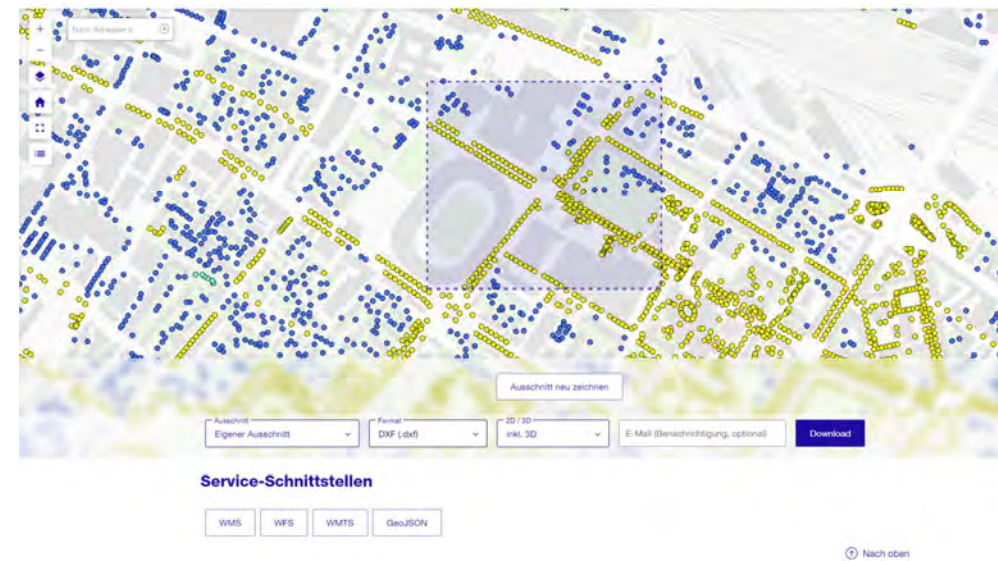 Ausschnitt neu zeichnen
Ausschnitt
Eigener Ausschnitt
Format
DXF (.dxf)
2D / 3D
inkl. 3D
E-Mail (Benachrichtigung, optional)
Download
Service-Schnittstellen
WMS
WFS
WMTS
GeoJSON
Nach oben